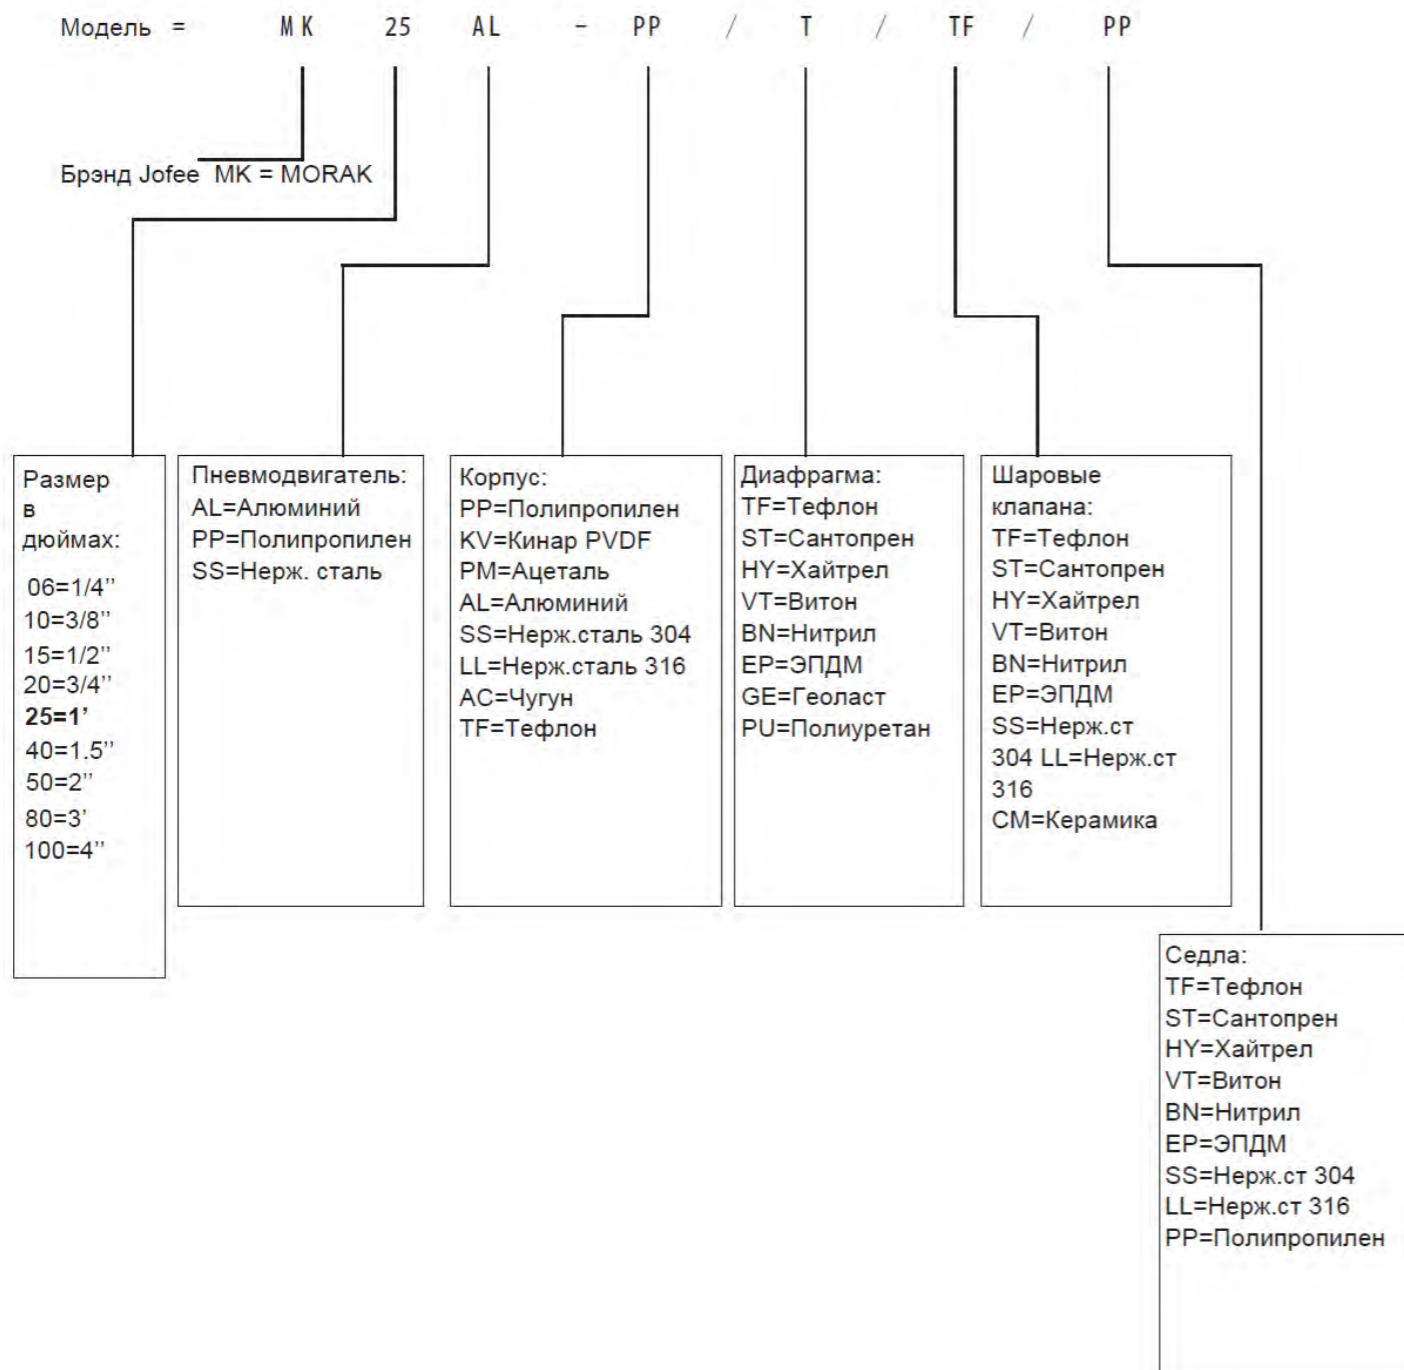 Модель = MK 25 AL - PP / T / TF / PP
Брэнд Jofee MK = MORAK
Размер
в
дюймах:
06=1/4’’
10=3/8’’
15=1/2’’
20=3/4’’
25=1’
40=1.5’’
50=2’’
80=3’
100=4’’
Пневмодвигатель:
AL=Алюминий
PP=Полипропилен
SS=Нерж. сталь
Корпус:
PP=Полипропилен
KV=Кинар PVDF
PM=Ацеталь
AL=Алюминий
SS=Нерж.сталь 304
LL=Нерж.сталь 316
AC=Чугун
TF=Тефлон
Диафрагма:
TF=Тефлон
ST=Сантопрен
HY=Хайтрел
VT=Витон
BN=Нитрил
EP=ЭПДМ
GE=Геоласт
PU=Полиуретан
Шаровые
клапана:
TF=Тефлон
ST=Сантопрен
HY=Хайтрел
VT=Витон
BN=Нитрил
EP=ЭПДМ
SS=Нерж.ст
304 LL=Нерж.ст
316
CM=Керамика
Седла:
TF=Тефлон
ST=Сантопрен
HY=Хайтрел
VT=Витон
BN=Нитрил
EP=ЭПДМ
SS=Нерж.ст 304
LL=Нерж.ст 316
PP=Полипропилен